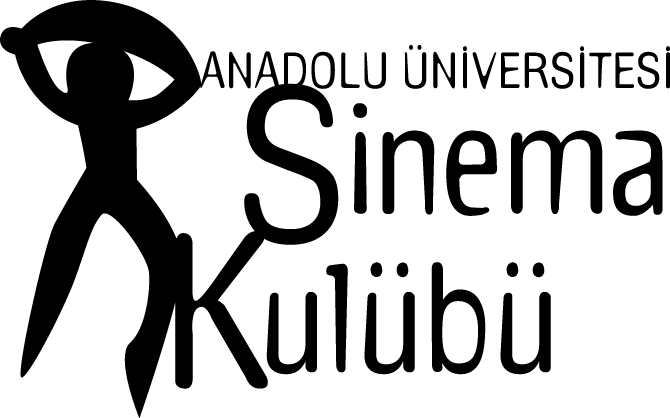 ANADOLU ÜNİVERSİTESİ
Sinema
Kulübü